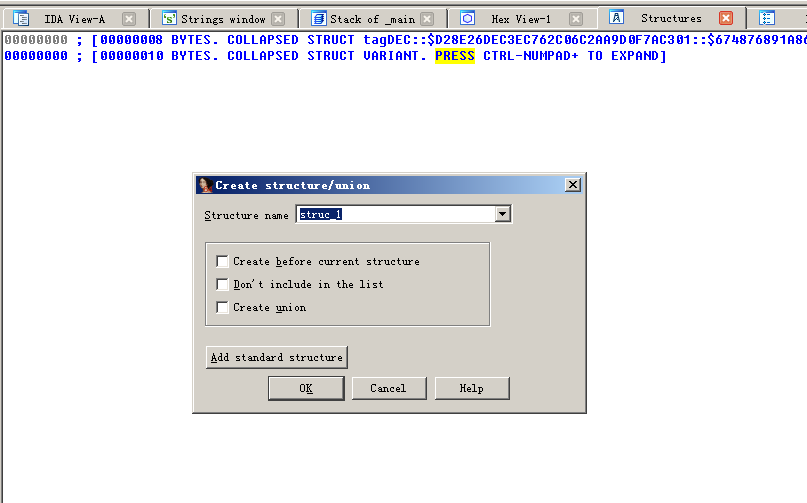 IDA View-A
Strings window
Stack of _main
Hex View-1
Structures
00000000 ; [00000008 BYTES. COLLAPSED STRUCT tagDEC::$D28E26DEC3EC762C06C2AA9D0F7AC301::$674876891A86
00000000 ; [00000010 BYTES. COLLAPSED STRUCT VARIANT. PRESS CTRL-NUMPAD+ TO EXPAND]
Create structure/union
Structure name struc_1
Create before current structure
Don't include in the list
Create union
Add standard structure
OK Cancel Help